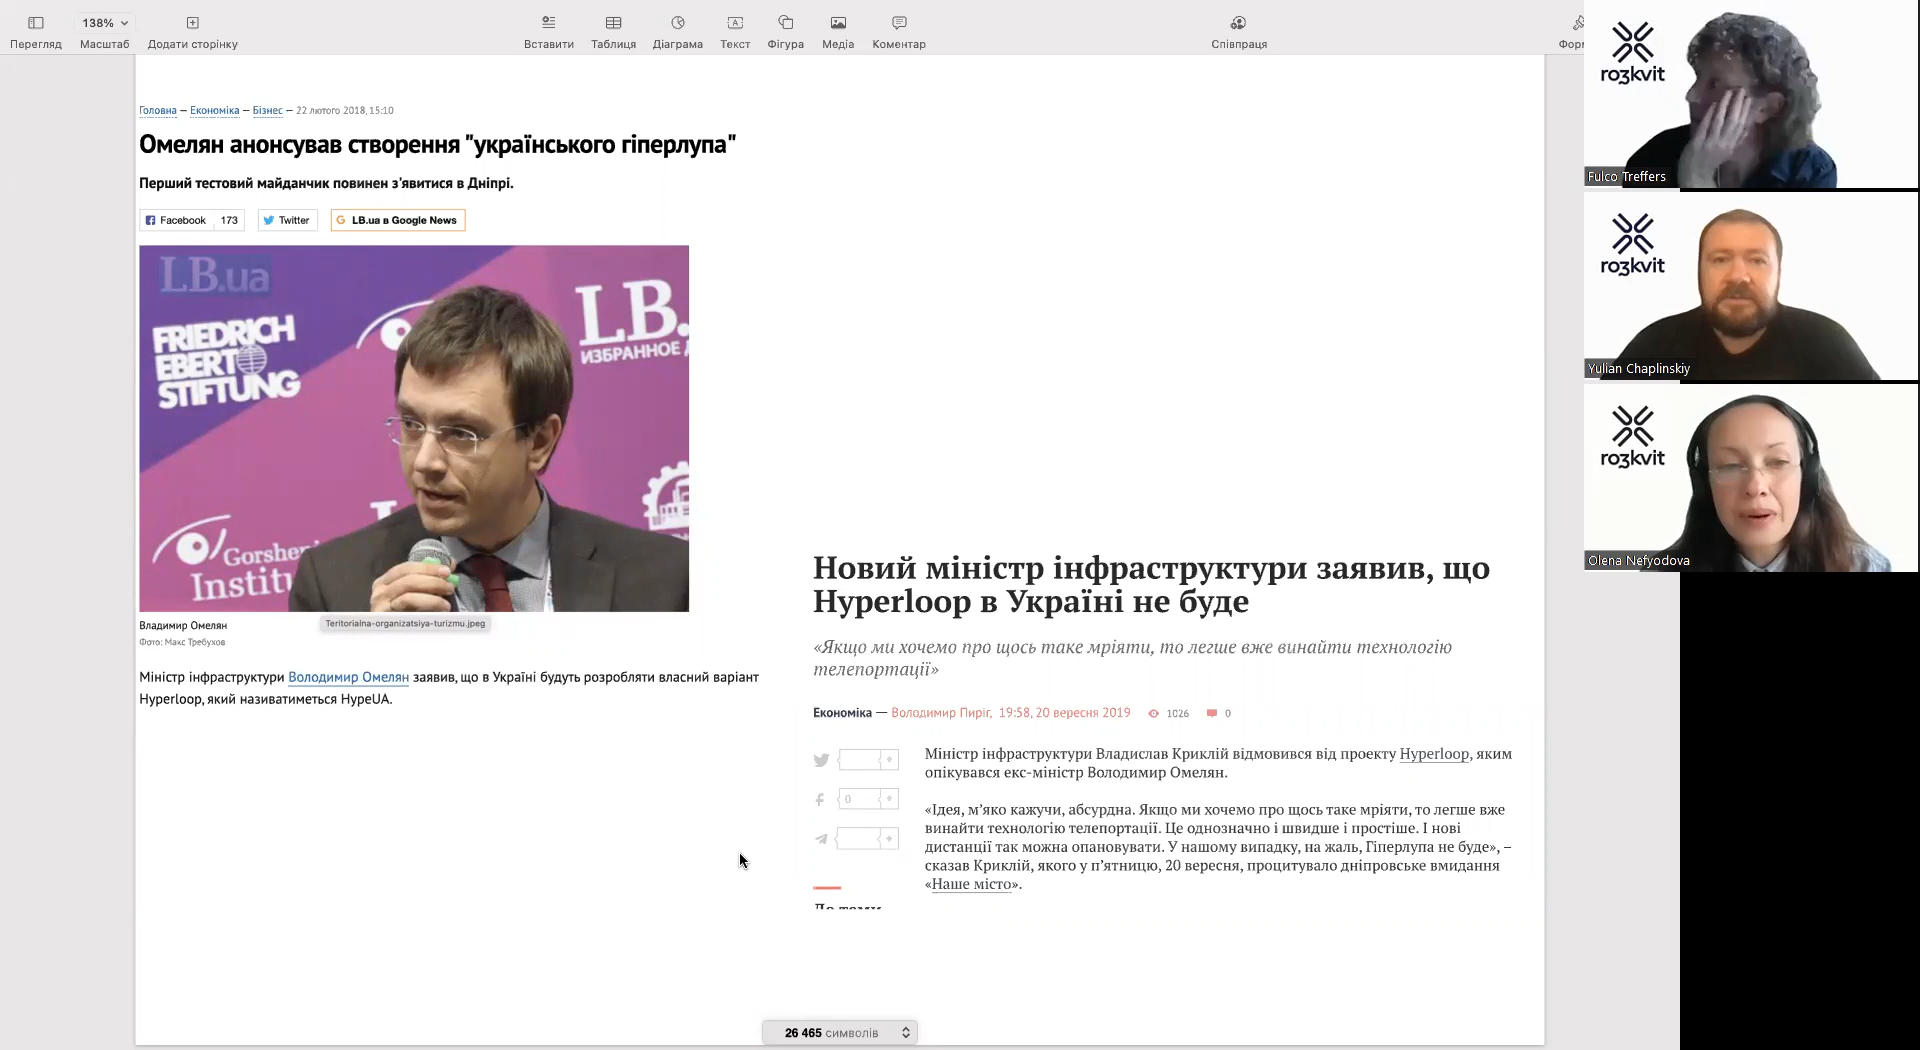 138%
Перегляд
Масштаб
Додати сторінку
Вставити
Таблиця
Діаграма
Текст
Фігура
Медіа
Коментар
Співпраця
Форм
Головна — Економіка — Бізнес — 22 лютого 2018, 15:10
Омелян анонсував створення "українського гіперлупа"
Перший тестовий майданчик повинен з'явитися в Дніпрі.
Facebook 173
Twitter
LB.ua в Google News
LB.ua
FRIEDRICH
EBERT
STIFTUNG
LB.
ИЗБРАННОЕ
Gorshen
Institu
Владимир Омелян
Фото: Макс Требухов
Teritorialna-organizatsiya-turizmu.jpeg
Міністр інфраструктури Володимир Омелян заявив, що в Україні будуть розробляти власний варіант
Hyperloop, який називатиметься HypeUA.
Новий міністр інфраструктури заявив, що
Hyperloop в Україні не буде
«Якщо ми хочемо про щось таке мріяти, то легше вже винайти технологію
телепортації»
Економіка — Володимир Пиріг, 19:58, 20 вересня 2019 1026 0
0
Міністр інфраструктури Владислав Криклій відмовився від проекту Hyperloop, яким
опікувався екс-міністр Володимир Омелян.
«Ідея, м’яко кажучи, абсурдна. Якщо ми хочемо про щось таке мріяти, то легше вже
винайти технологію телепортації. Це однозначно і швидше і простіше. І нові
дистанції так можна опановувати. У нашому випадку, на жаль, Гіперлупа не буде», –
сказав Криклій, якого у п’ятницю, 20 вересня, процитувало дніпровське вмидання
«Наше місто».
До теми
26 465 символів
ro3kvit
Fulco Treffers
ro3kvit
Yulian Chaplinskiy
ro3kvit
Olena Nefyodova